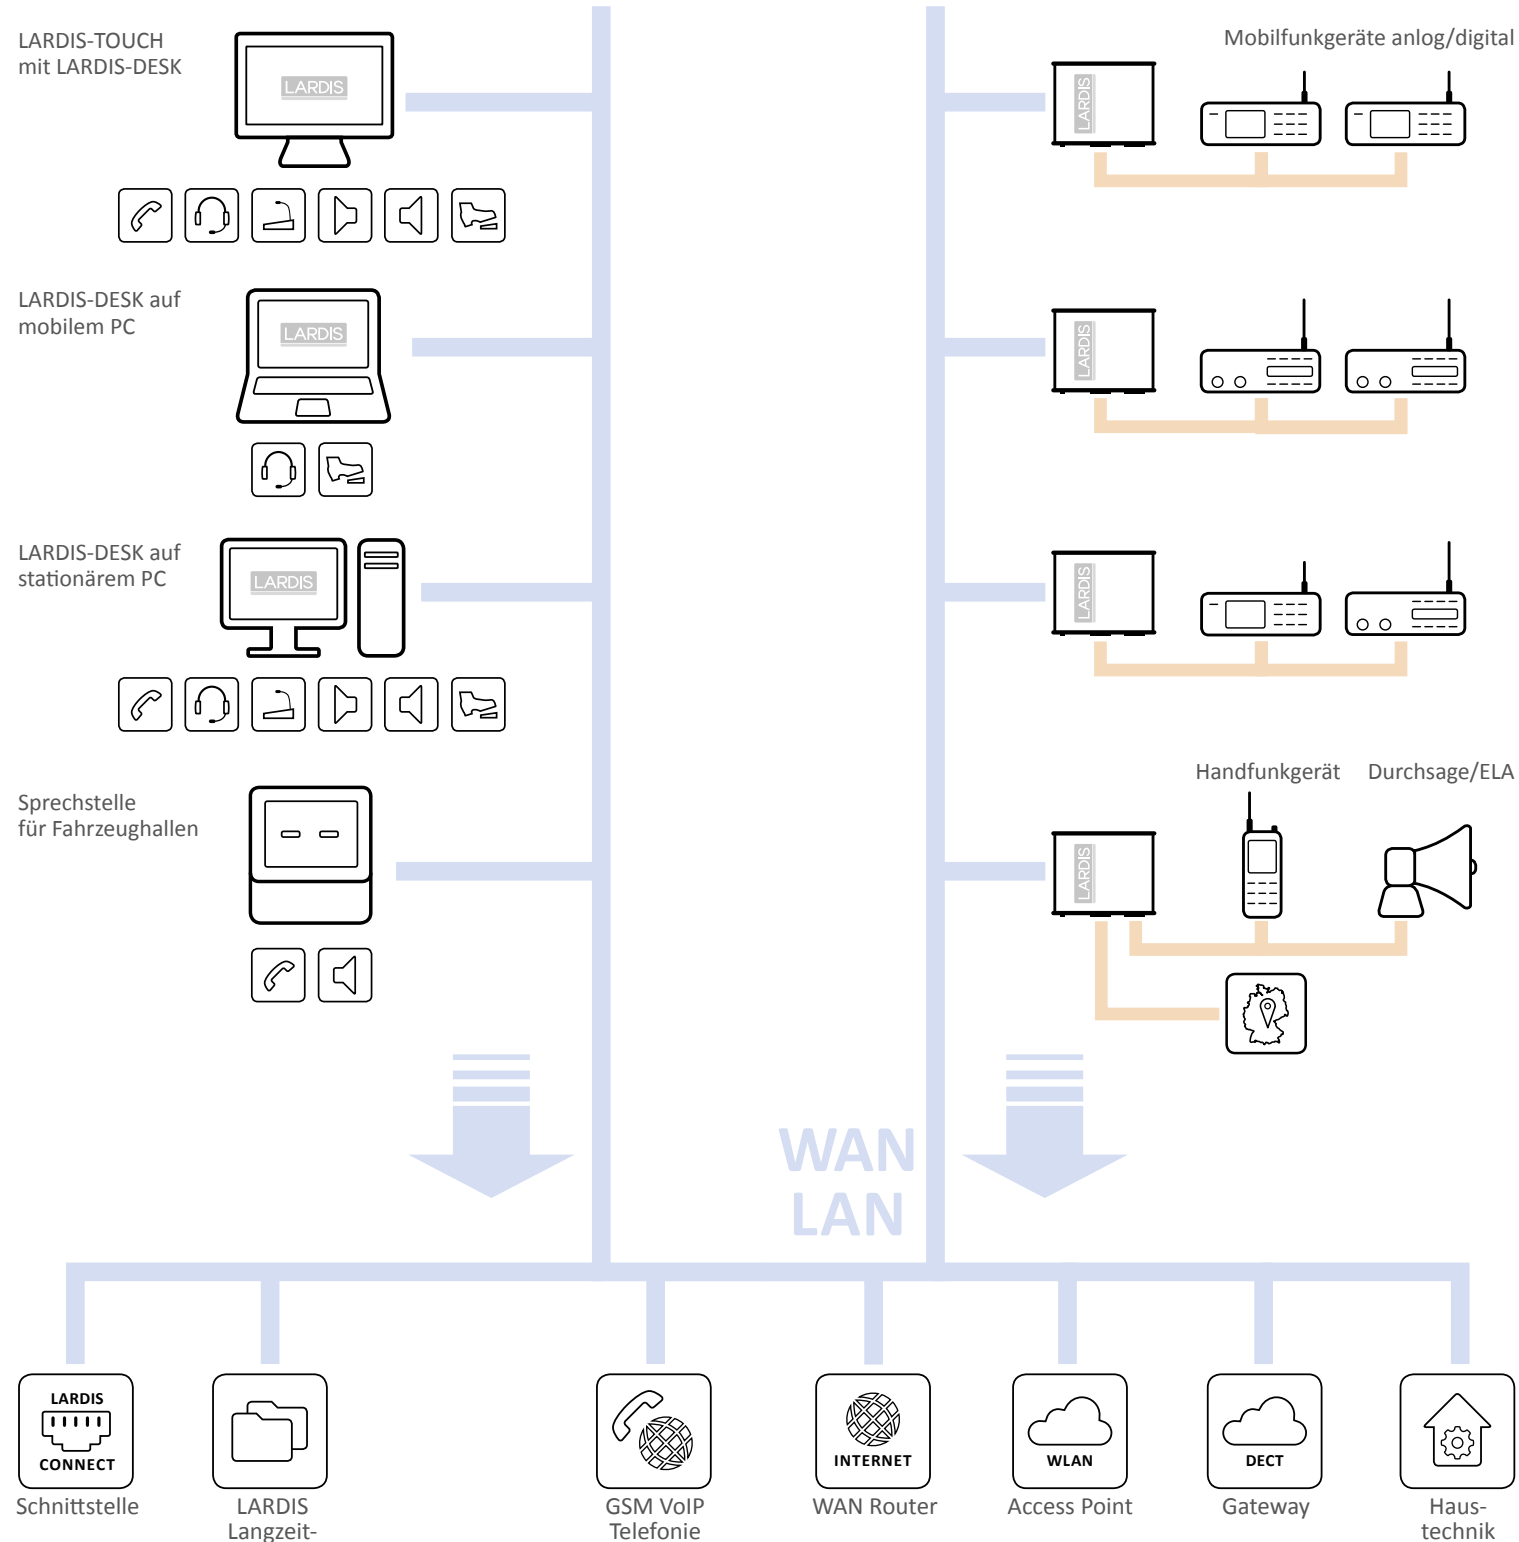 LARDIS-TOUCH
mit LARDIS-DESK
LARDIS
Mobilfunkgeräte anlog/digital
LARDIS
LARDIS-DESK auf
mobilem PC
LARDIS
LARDIS
LARDIS-DESK auf
stationärem PC
LARDIS
LARDIS
Sprechstelle
für Fahrzeughallen
Handfunkgerät
Durchsage/ELA
LARDIS
WAN
LAN
LARDIS
CONNECT
Schnittstelle
LARDIS
Langzeit-
GSM VoIP
Telefonie
INTERNET
WAN Router
WLAN
Access Point
DECT
Gateway
Haus-
technik